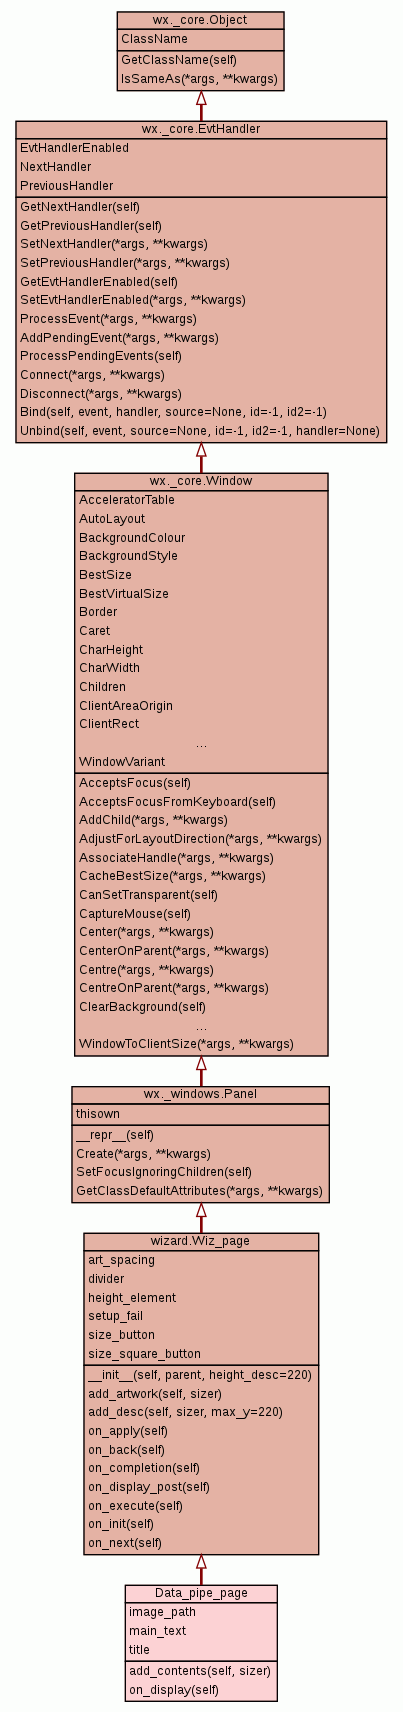 wx._core.Object
ClassName
GetClassName(self)
IsSameAs(*args, **kwargs)
wx._core.EvtHandler
EvtHandlerEnabled
NextHandler
PreviousHandler
GetNextHandler(self)
GetPreviousHandler(self)
SetNextHandler(*args, **kwargs)
SetPreviousHandler(*args, **kwargs)
GetEvtHandlerEnabled(self)
SetEvtHandlerEnabled(*args, **kwargs)
ProcessEvent(*args, **kwargs)
AddPendingEvent(*args, **kwargs)
ProcessPendingEvents(self)
Connect(*args, **kwargs)
Disconnect(*args, **kwargs)
Bind(self, event, handler, source=None, id=-1, id2=-1)
Unbind(self, event, source=None, id=-1, id2=-1, handler=None)
wx._core.Window
AcceleratorTable
AutoLayout
BackgroundColour
BackgroundStyle
BestSize
BestVirtualSize
Border
Caret
CharHeight
CharWidth
Children
ClientAreaOrigin
ClientRect
...
WindowVariant
AcceptsFocus(self)
AcceptsFocusFromKeyboard(self)
AddChild(*args, **kwargs)
AdjustForLayoutDirection(*args, **kwargs)
AssociateHandle(*args, **kwargs)
CacheBestSize(*args, **kwargs)
CanSetTransparent(self)
CaptureMouse(self)
Center(*args, **kwargs)
CenterOnParent(*args, **kwargs)
Centre(*args, **kwargs)
CentreOnParent(*args, **kwargs)
ClearBackground(self)
...
WindowToClientSize(*args, **kwargs)
wx._windows.Panel
thisown
__repr__(self)
Create(*args, **kwargs)
SetFocusIgnoringChildren(self)
GetClassDefaultAttributes(*args, **kwargs)
wizard.Wiz_page
art_spacing
divider
height_element
setup_fail
size_button
size_square_button
__init__(self, parent, height_desc=220)
add_artwork(self, sizer)
add_desc(self, sizer, max_y=220)
on_apply(self)
on_back(self)
on_completion(self)
on_display_post(self)
on_execute(self)
on_init(self)
on_next(self)
Data_pipe_page
image_path
main_text
title
add_contents(self, sizer)
on_display(self)